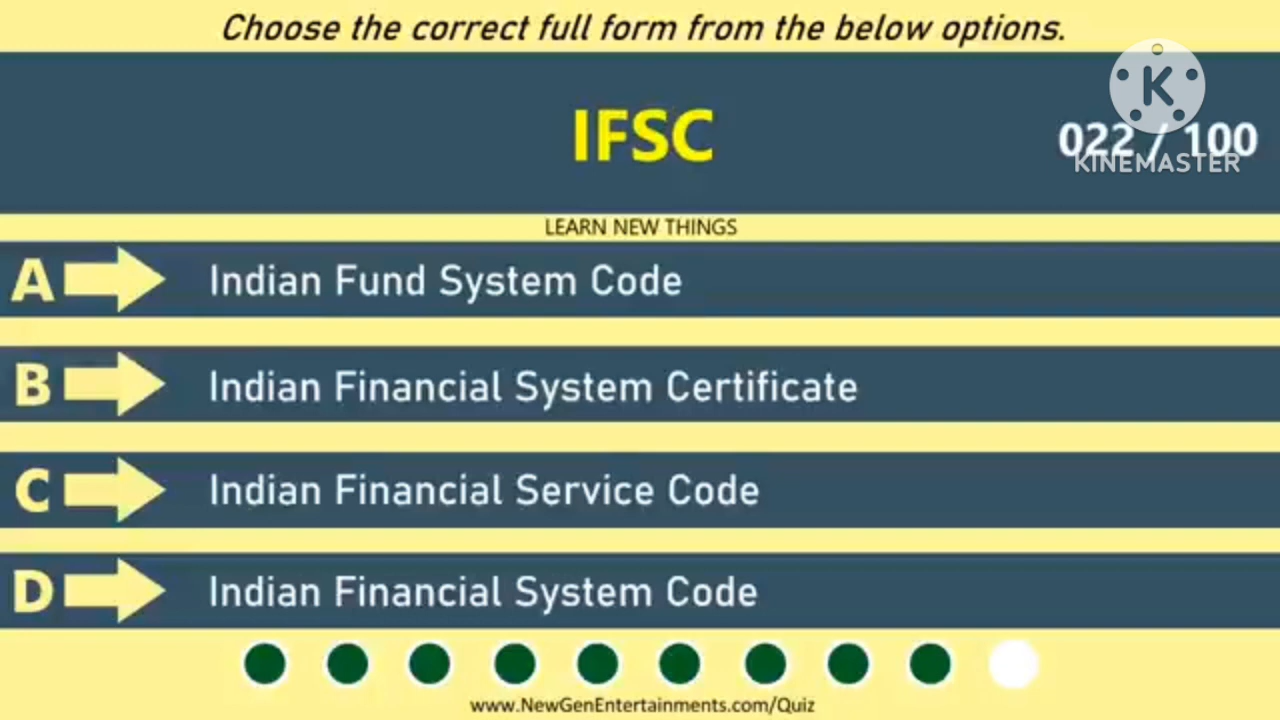 Choose the correct full form from the below options.
IFSC
K
022 / 100
KINEMASTER
LEARN NEW THINGS
A Indian Fund System Code
B Indian Financial System Certificate
C Indian Financial Service Code
D Indian Financial System Code
www.NewGenEntertainments.com/Quiz